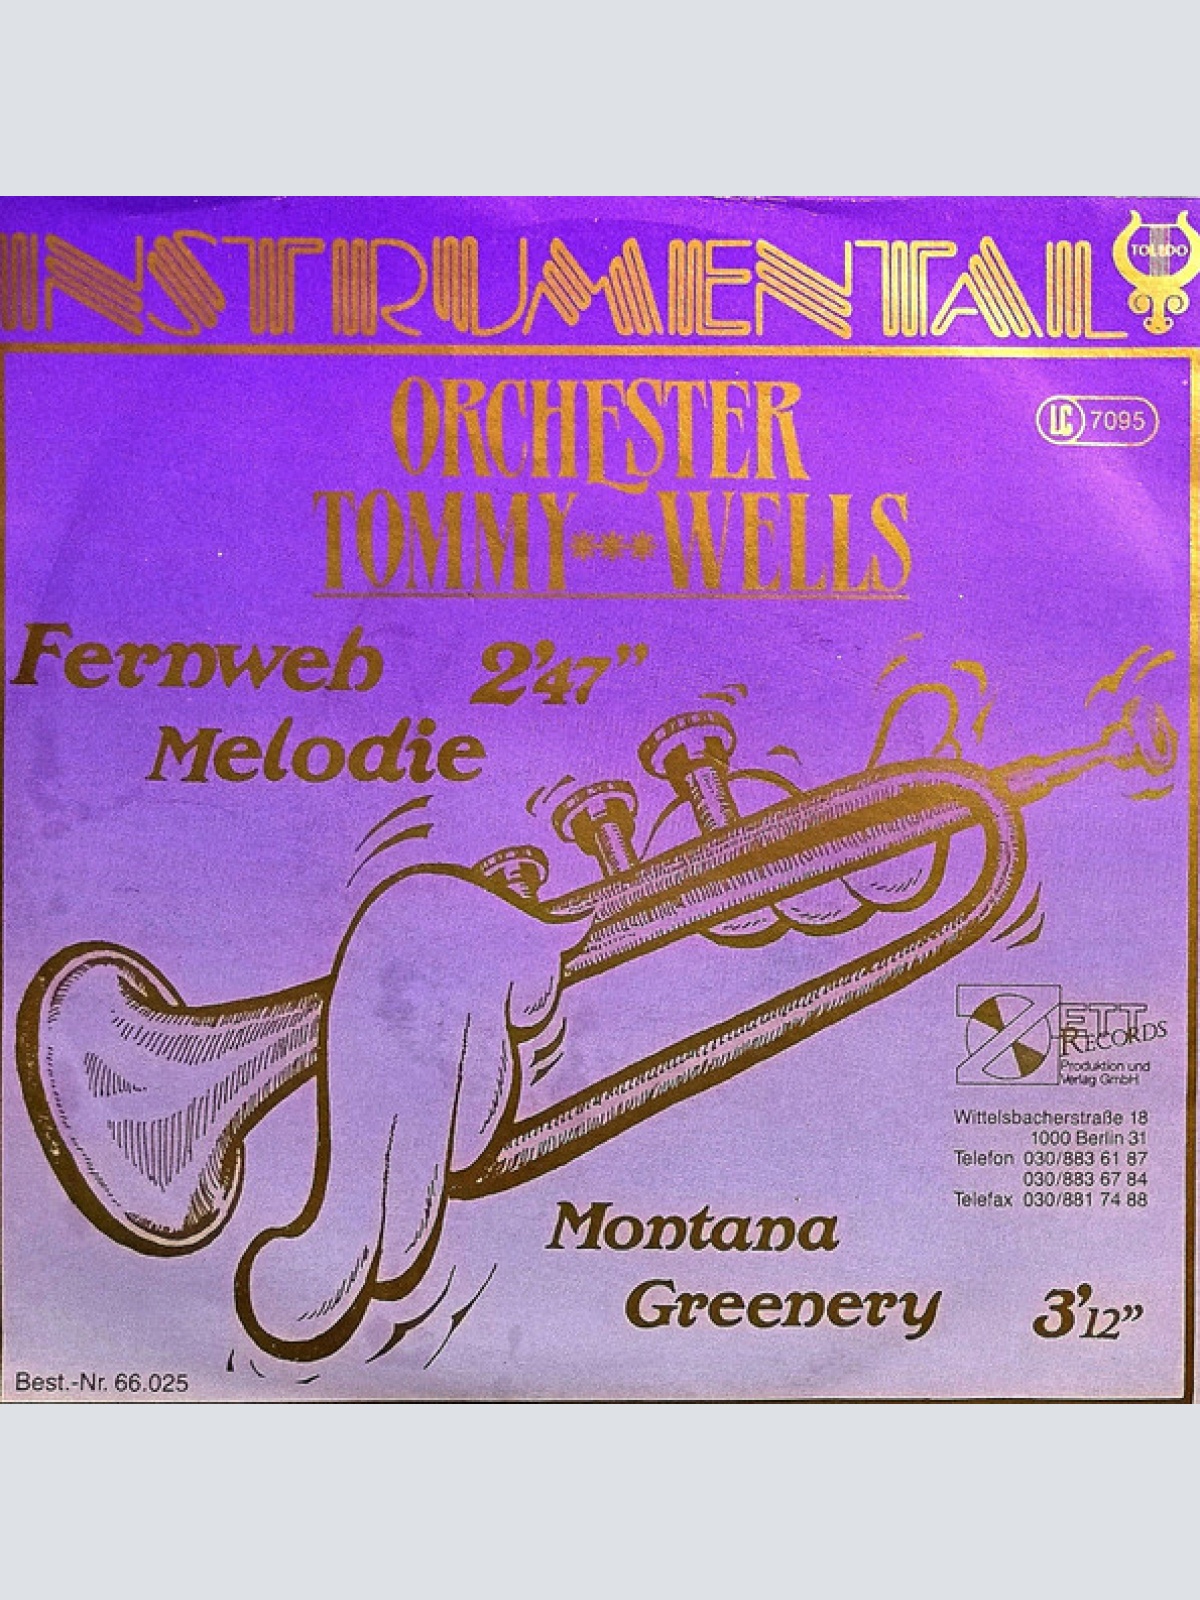 INSTRUMENTAL
TOLEDO
ORCHESTER
LC 7095
TOMMY***WELLS
Fernweh 2'47"
Melodie
ZETT
RECORDS
Produktion und
Verlag GmbH
Wittelsbacherstraße 18
1000 Berlin 31
Telefon 030/883 61 87
030/883 67 84
Telefax 030/881 74 88
Montana
Greenery 3'12"
Best.-Nr. 66.025